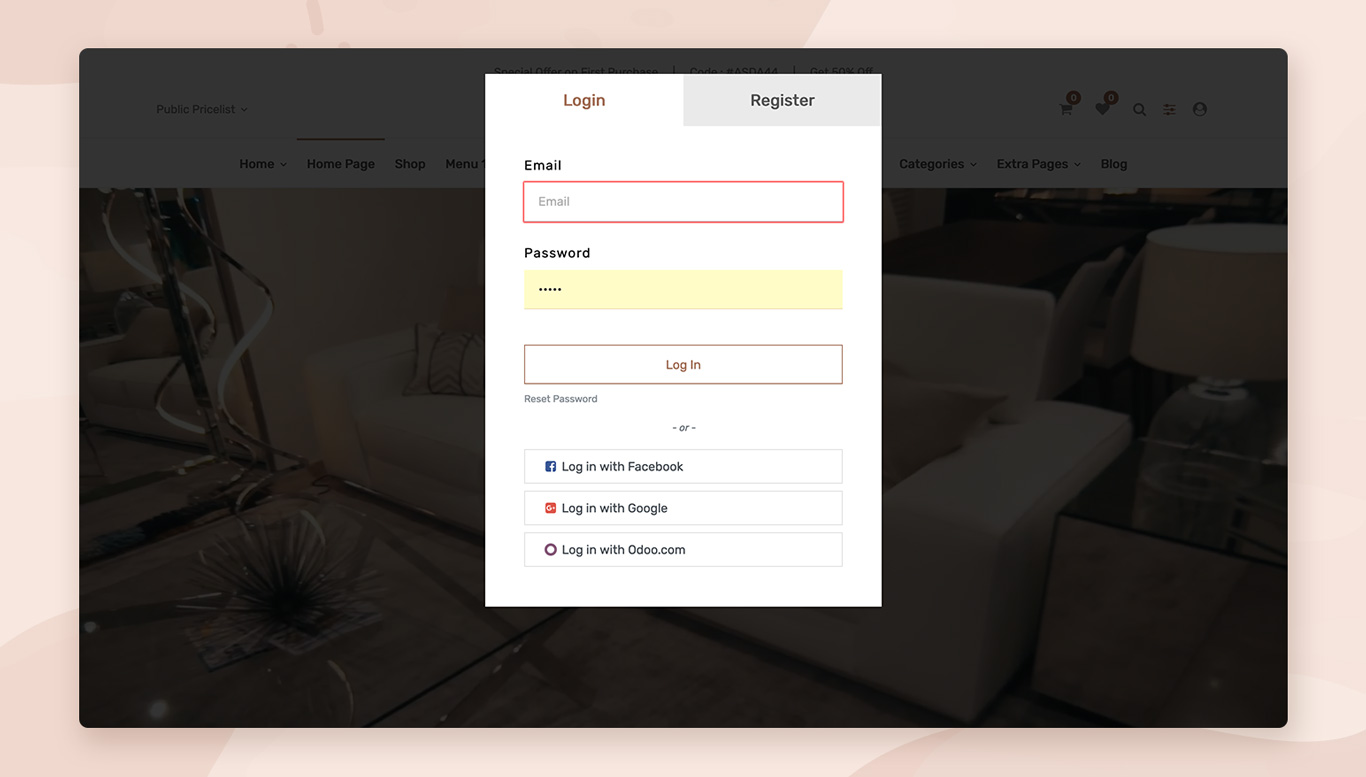 Special Offer on First Purchase | Code : #ASDA44 | Get 50% Off
Public Pricelist
0 0
Home Home Page Shop Menu Categories Extra Pages Blog
Login Register
Email
Email
Password
•••••
Log In
Reset Password
- or -
Log in with Facebook
Log in with Google
Log in with Odoo.com